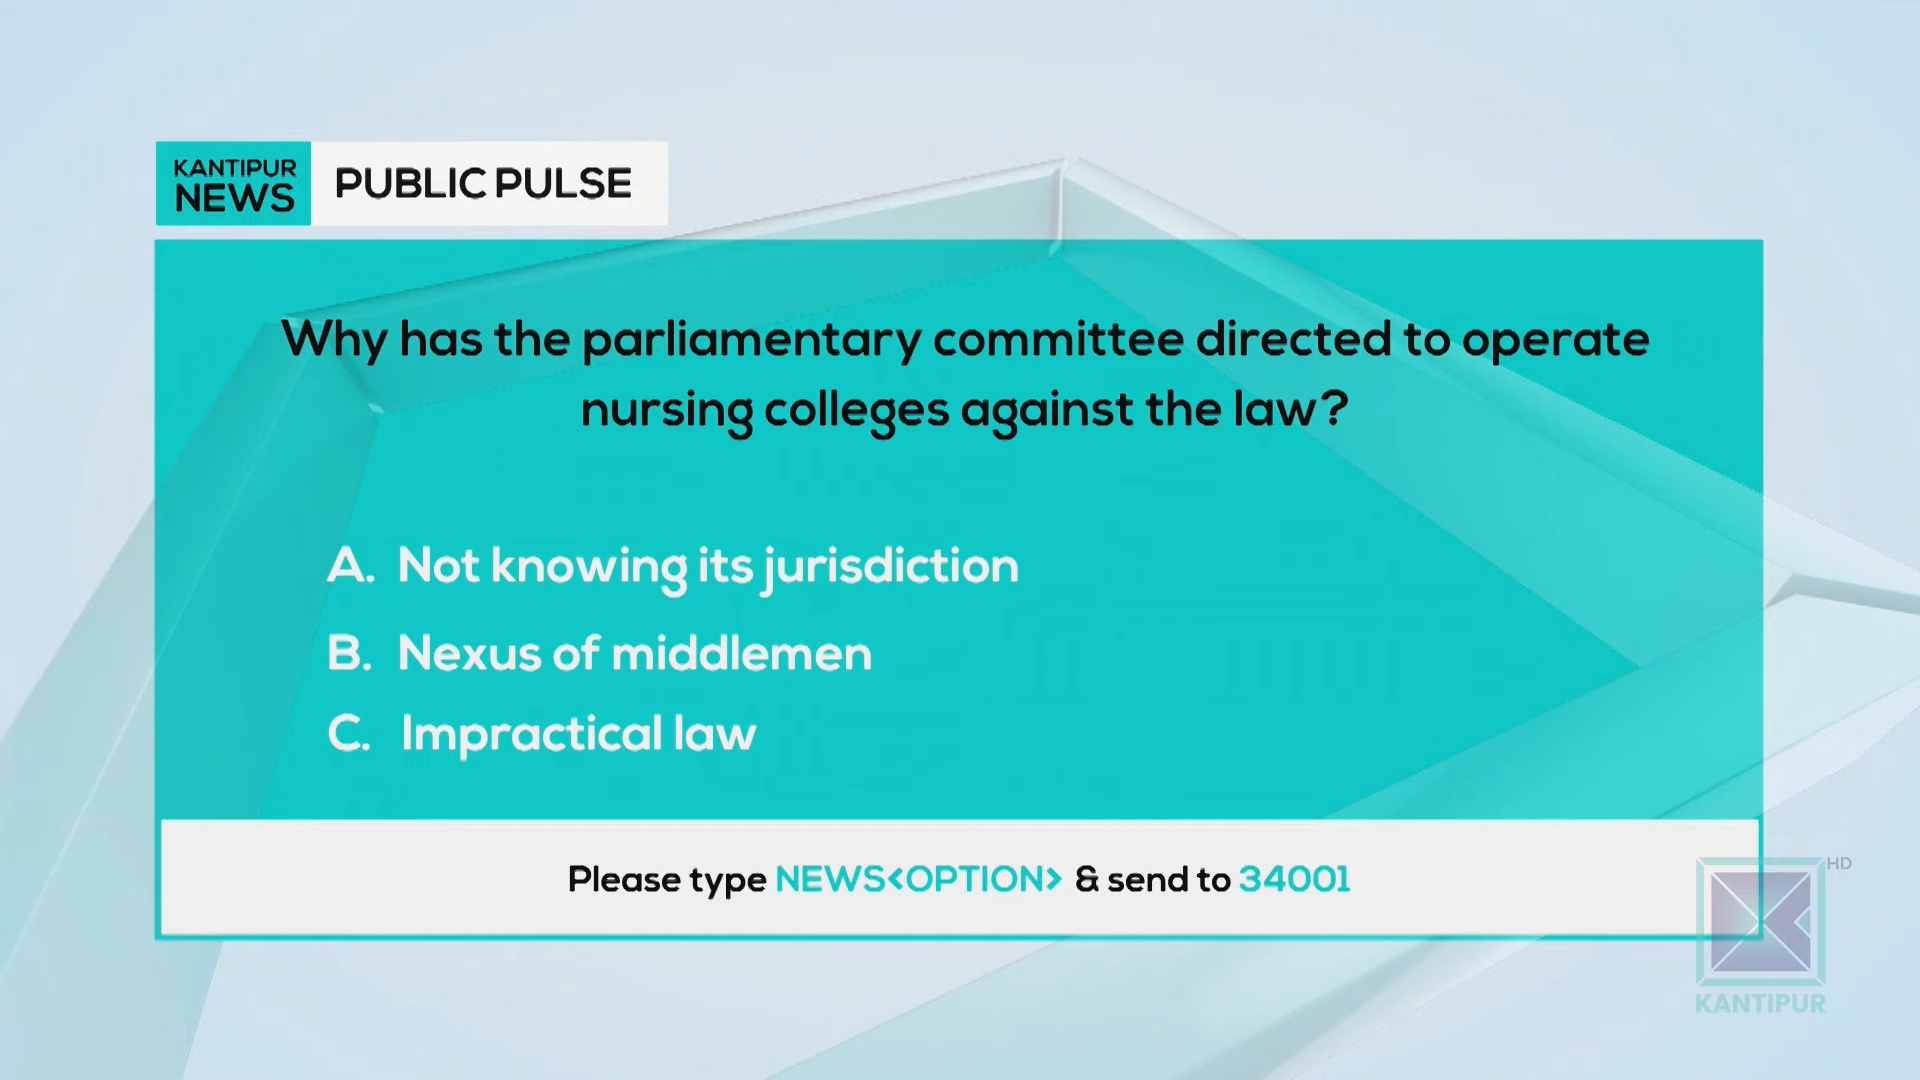 KANTIPUR
NEWS
PUBLIC PULSE
Why has the parliamentary committee directed to operate
nursing colleges against the law?
A. Not knowing its jurisdiction
B. Nexus of middlemen
C. Impractical law
Please type NEWS<OPTION> & send to 34001
HD
KANTIPUR